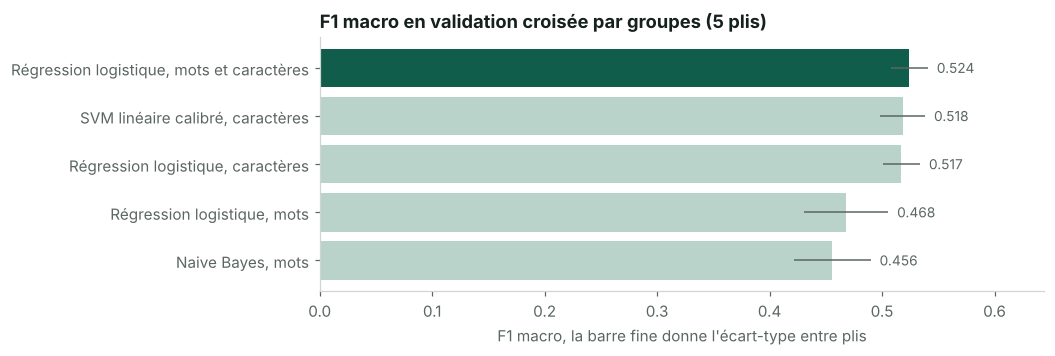 F1 macro en validation croisée par groupes (5 plis)
Régression logistique, mots et caractères 0.524
SVM linéaire calibré, caractères 0.518
Régression logistique, caractères 0.517
Régression logistique, mots 0.468
Naive Bayes, mots 0.456
0.0 0.1 0.2 0.3 0.4 0.5 0.6
F1 macro, la barre fine donne l'écart-type entre plis